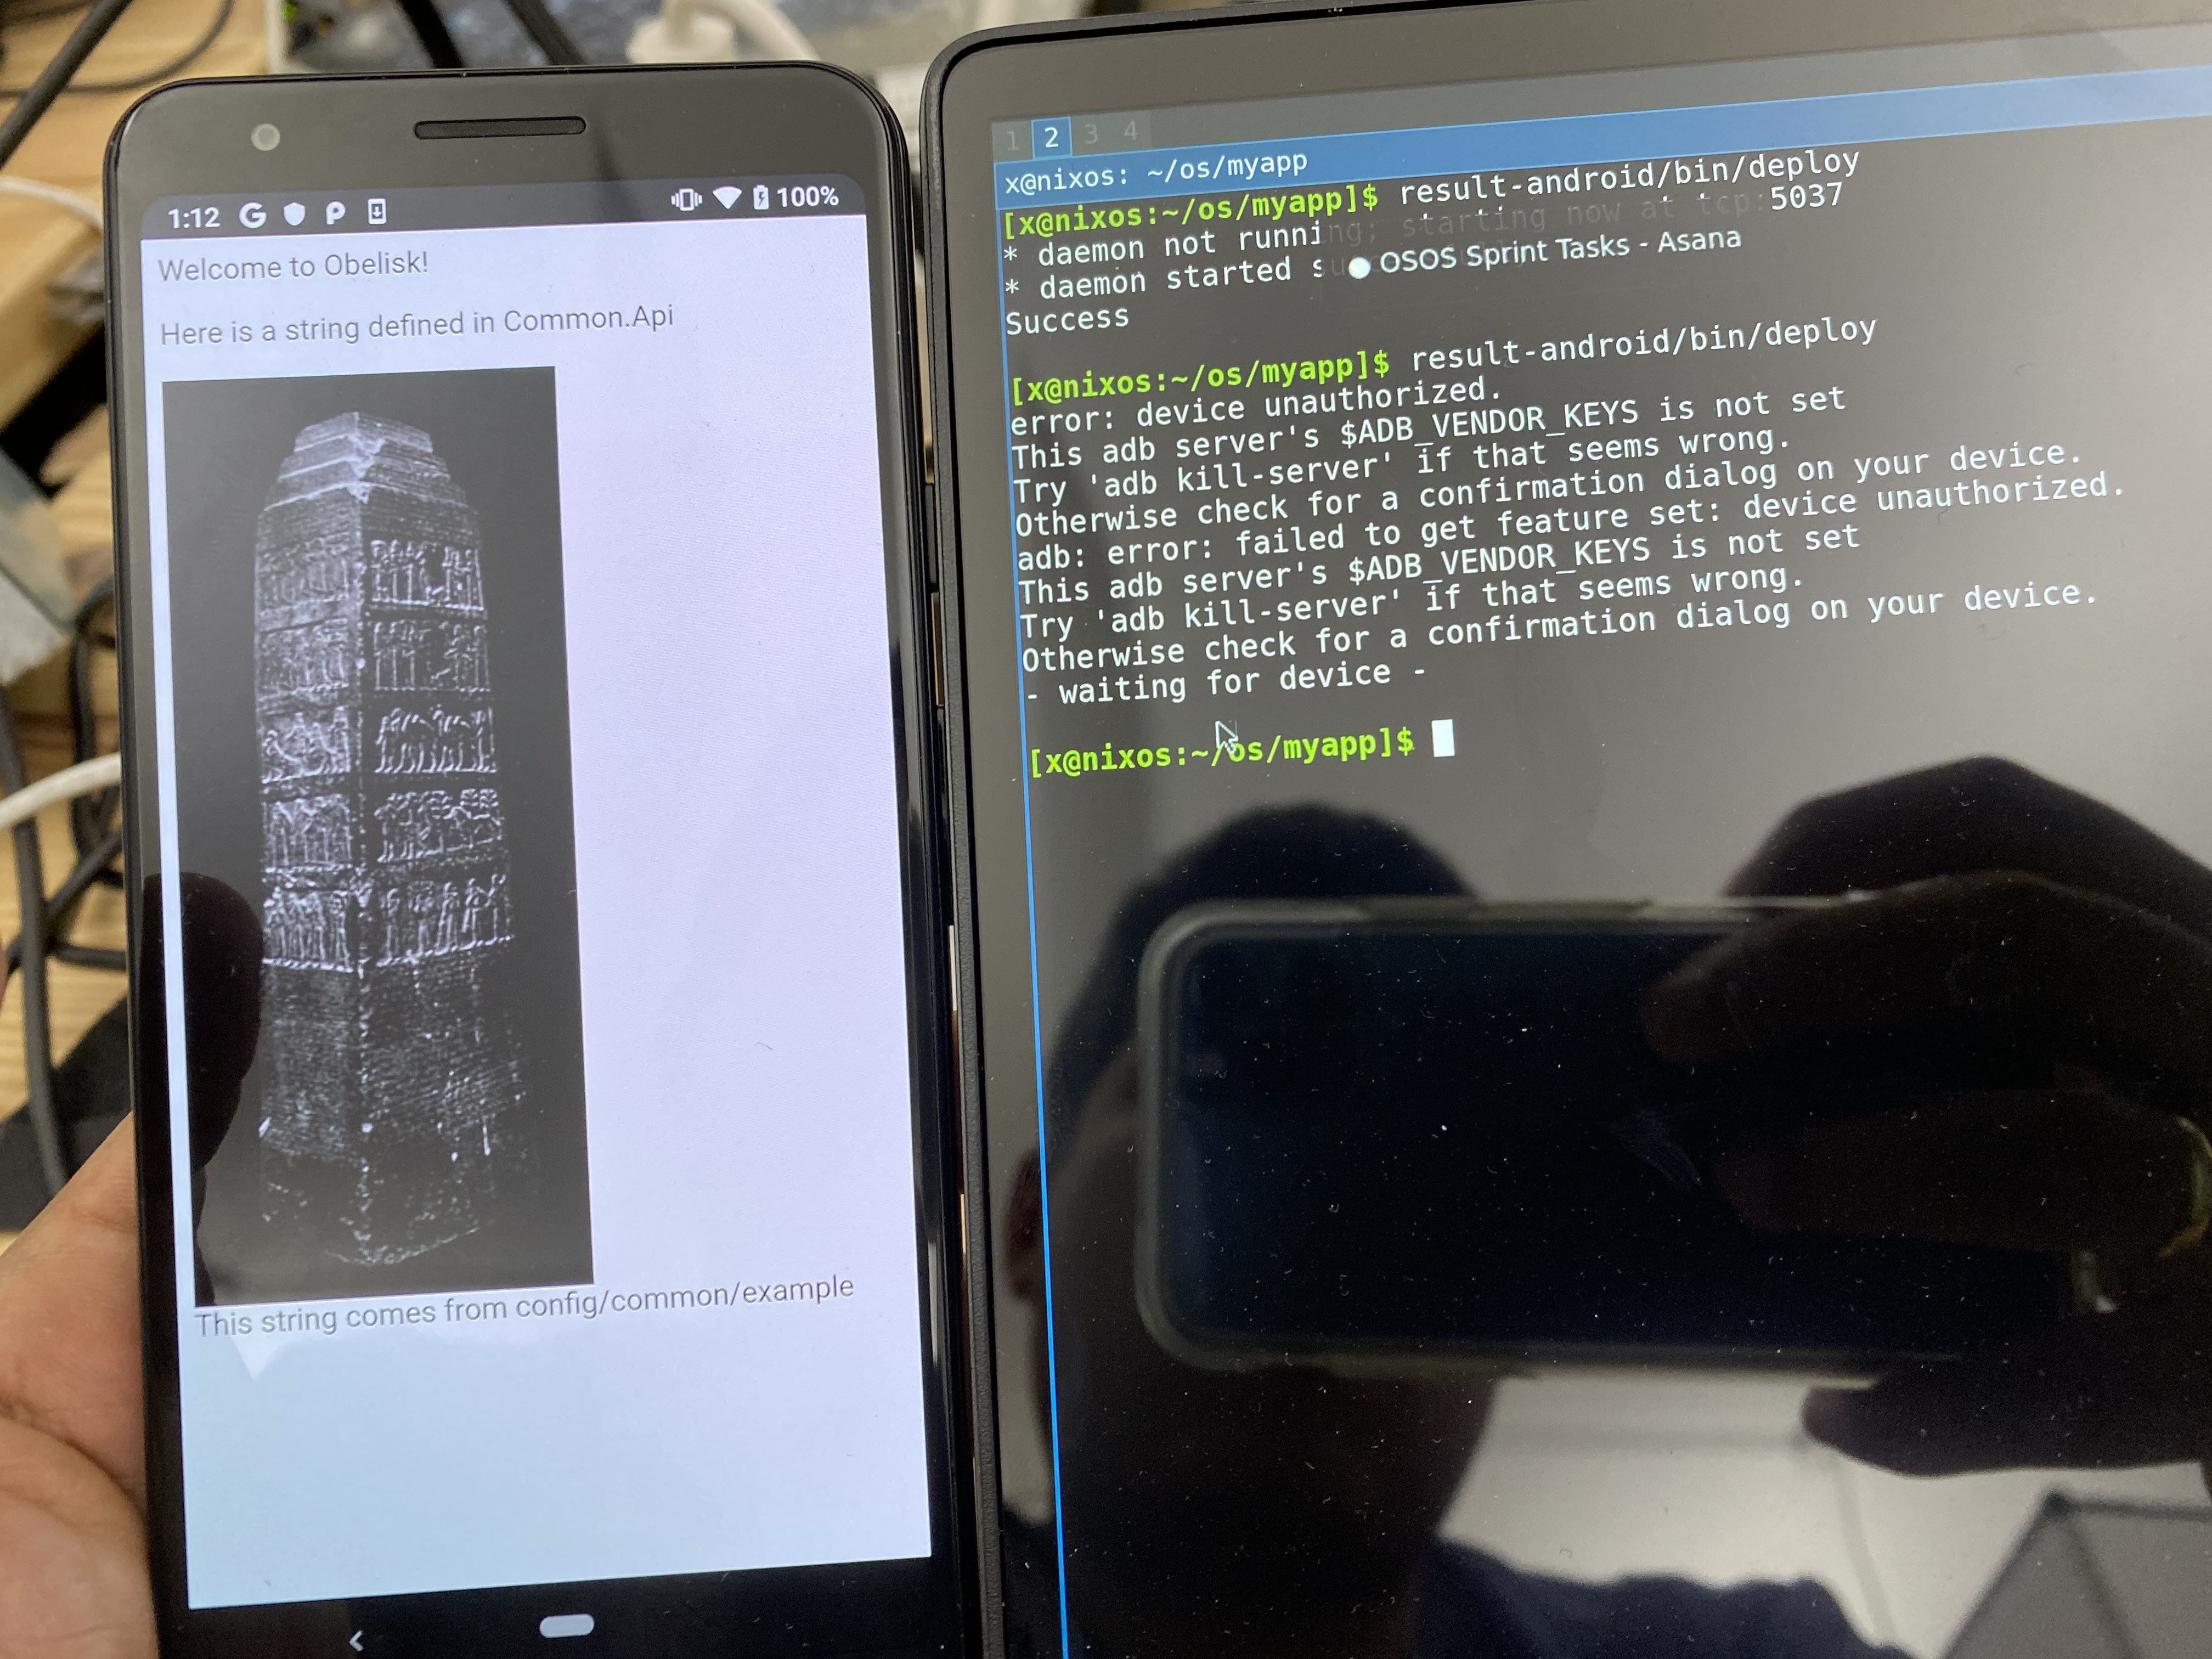 1:12 G P 100%
Welcome to Obelisk!
Here is a string defined in Common.Api
This string comes from config/common/example
1 2 3 4
x@nixos: ~/os/myapp
[x@nixos:~/os/myapp]$ result-android/bin/deploy
* daemon not running; starting now at tcp:5037
* daemon started
OSOS Sprint Tasks - Asana
Success
[x@nixos:~/os/myapp]$ result-android/bin/deploy
error: device unauthorized.
This adb server's $ADB_VENDOR_KEYS is not set
Try 'adb kill-server' if that seems wrong.
Otherwise check for a confirmation dialog on your device.
adb: error: failed to get feature set: device unauthorized.
This adb server's $ADB_VENDOR_KEYS is not set
Try 'adb kill-server' if that seems wrong.
Otherwise check for a confirmation dialog on your device.
- waiting for device -
[x@nixos:~/os/myapp]$